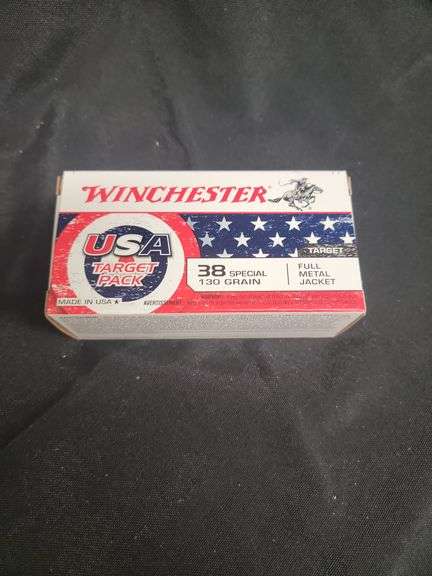 WINCHESTER
USA
TARGET
PACK
TARGET
38 SPECIAL
130 GRAIN
FULL
METAL
JACKET
MADE IN USA